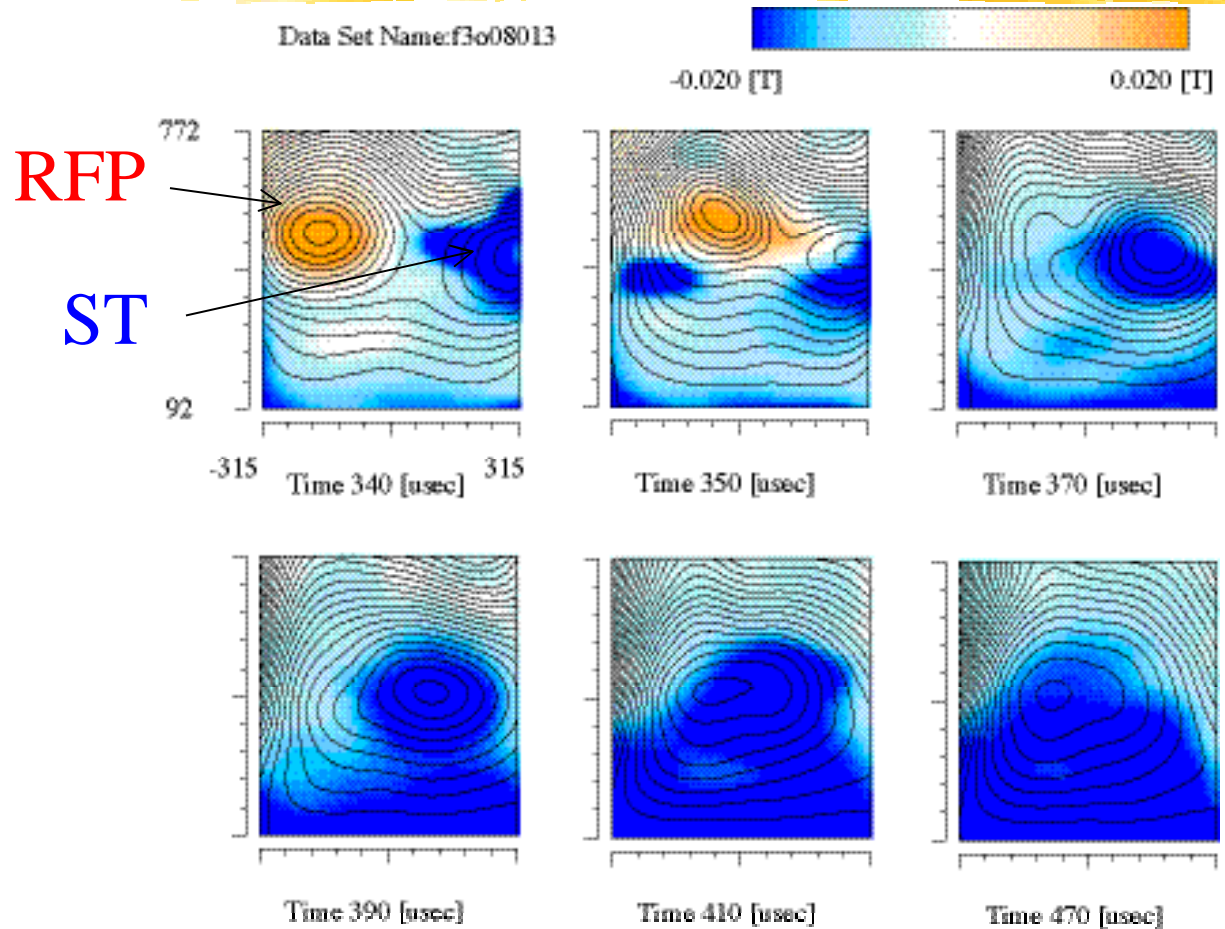 Data Set Name:f3o08013
-0.020 [T] 0.020 [T]
772
RFP
ST
92
-315 315
Time 340 [usec] Time 350 [usec] Time 370 [usec]
Time 390 [usec] Time 410 [usec] Time 470 [usec]